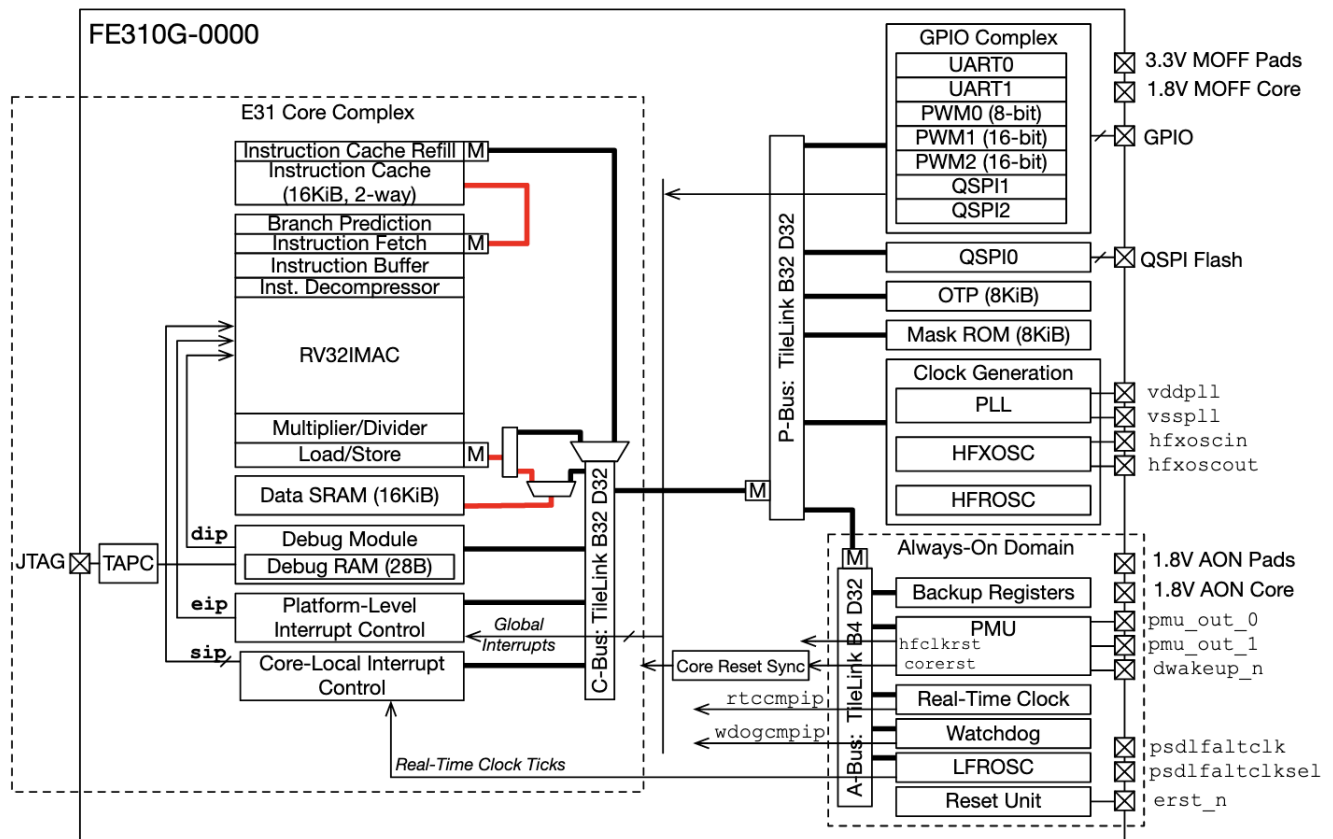 FE310G-0000
E31 Core Complex
Instruction Cache Refill
M
Instruction Cache
(16KiB, 2-way)
Branch Prediction
Instruction Fetch
M
Instruction Buffer
Inst. Decompressor
RV32IMAC
Multiplier/Divider
Load/Store
M
Data SRAM (16KiB)
dip
Debug Module
Debug RAM (28B)
JTAG
TAPC
eip
Platform-Level
Interrupt Control
sip
Core-Local Interrupt
Control
Global
Interrupts
Real-Time Clock Ticks
C-Bus: TileLink B32 D32
M
P-Bus: TileLink B32 D32
GPIO Complex
UART0
UART1
PWM0 (8-bit)
PWM1 (16-bit)
PWM2 (16-bit)
QSPI1
QSPI2
QSPI0
OTP (8KiB)
Mask ROM (8KiB)
Clock Generation
PLL
HFXOSC
HFROSC
Always-On Domain
M
A-Bus: TileLink B4 D32
Backup Registers
PMU
hfclkrst
corerst
Core Reset Sync
rtccmpip
Real-Time Clock
wdogcmpip
Watchdog
LFROSC
Reset Unit
3.3V MOFF Pads
1.8V MOFF Core
GPIO
QSPI Flash
vddpll
vsspll
hfxoscin
hfxoscout
1.8V AON Pads
1.8V AON Core
pmu_out_0
pmu_out_1
dwakeup_n
psdlfaltclk
psdlfaltclksel
erst_n